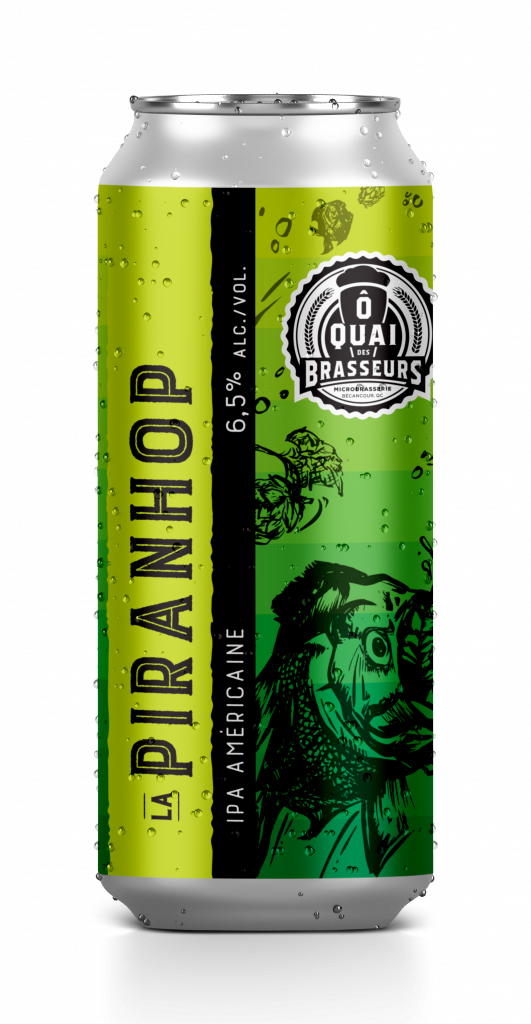 LA PIRANHOP
IPA AMÉRICAINE
6,5% ALC./VOL.
Ô
QUAI
DES
BRASSEURS
MICROBRASSERIE
BÉCANCOUR, QC